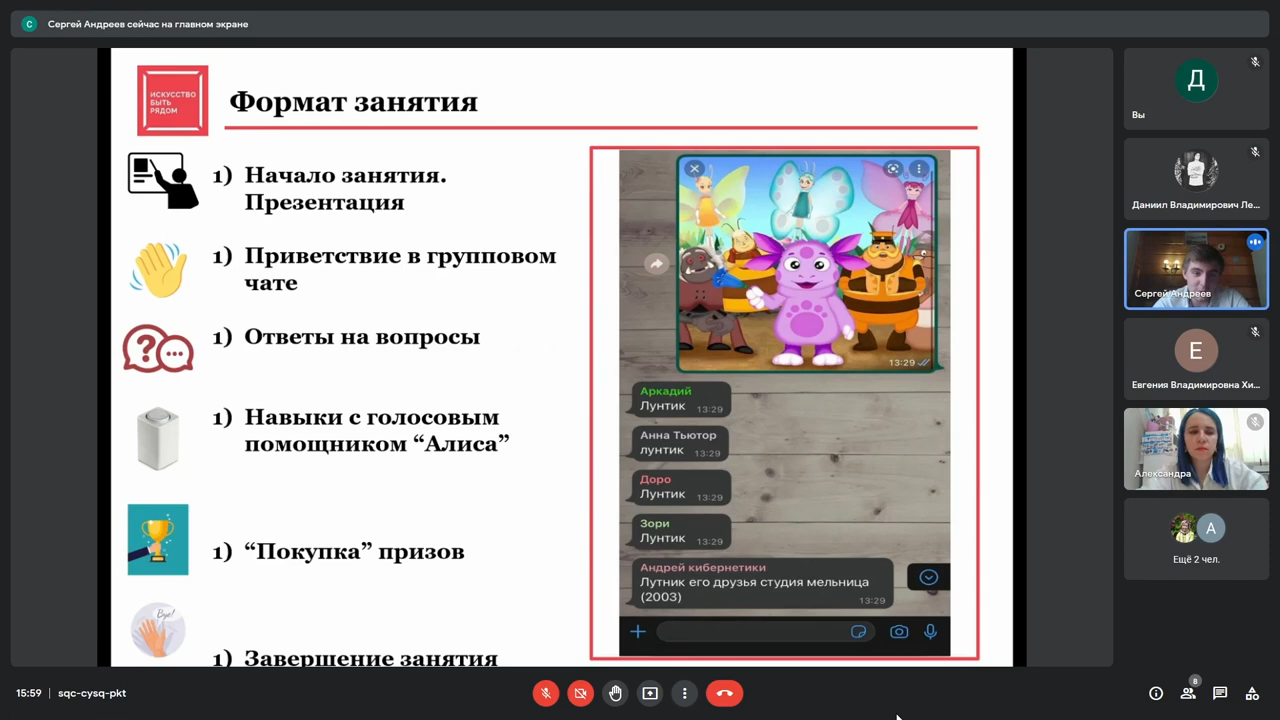 С
Сергей Андреев сейчас на главном экране
ИСКУССТВО
БЫТЬ
РЯДОМ
Формат занятия
1) Начало занятия.
Презентация
1) Приветствие в групповом
чате
1) Ответы на вопросы
1) Навыки с голосовым
помощником “Алиса”
1) “Покупка” призов
Bye!
1) Завершение занятия
13:29
Аркадий
Лунтик 13:29
Анна Тьютор
лунтик 13:29
Доро
Лунтик 13:29
Зори
Лунтик 13:29
Андрей кибернетики
Лутник его друзья студия мельница
(2003) 13:29
Д
Вы
Даниил Владимирович Ле...
Сергей Андреев
Е
Евгения Владимировна Хи...
Александра
А
Ещё 2 чел.
15:59 | sqc-cysq-pkt
8